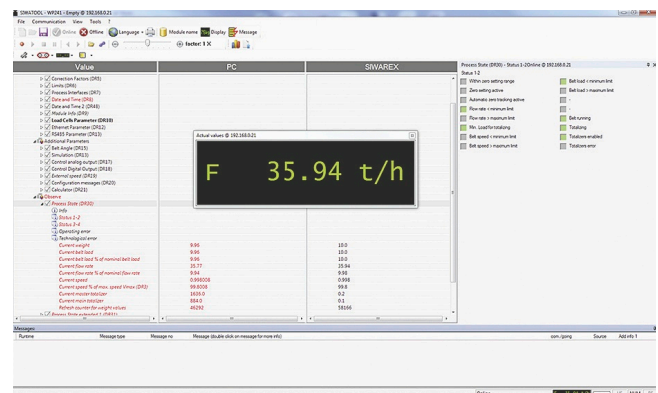 SIWATOOL - WP241 - Empty @ 192.168.0.21
File Communication View Tools ?
Online Offline Language Module name Display Message
factor: 1 X
Value PC SIWAREX
Correction Factors (DR5)
Limits (DR6)
Process Interfaces (DR7)
Date and Time (DR8)
Date and Time 2 (DR48)
Module Info (DR9)
Load Cells Parameter (DR10)
Ethernet Parameter (DR12)
RS485 Parameter (DR13)
Additional Parameters
Belt Angle (DR15)
Simulation (DR13)
Control analog output (DR17)
Control Digital Output (DR18)
External speed (DR19)
Configuration messages (DR20)
Calculator (DR21)
Observe
Process State (DR30)
Info
Status 1-2
Status 3-4
Operating error
Technological error
Current weight 9.96 10.0
Current belt load 9.96 10.0
Current belt load % of nominal belt load 9.96 10.0
Current flow rate 35.77 35.94
Current flow rate % of nominal flow rate 9.94 9.98
Current speed 0.998008 0.998
Current speed % of max. speed Vmax (DR3) 99.8008 99.8
Current master totalizer 1636.0 0.2
Current main totalizer 884.0 0.1
Refresh counter for weight values 46292 58166
Process State extended 1 (DR31)
Actual values @ 192.168.0.21
F 35.94 t/h
Process State (DR30) - Status 1-2Online @ 192.168.0.21
Status 1-2
Within zero setting range
Zero setting active
Automatic zero tracking active
Flow rate < minimum limit
Flow rate > maximum limit
Min. Load for totalizing
Belt speed < minimum limit
Belt speed > maximum limit
Belt load < minimum limit
Belt load > maximum limit
-
-
Belt running
Totalizing
Totalizers enabled
Totalizers error
Messages:
Runtime Message type Message no Message (double click on message for more info) com./going Source Add info 1
Online